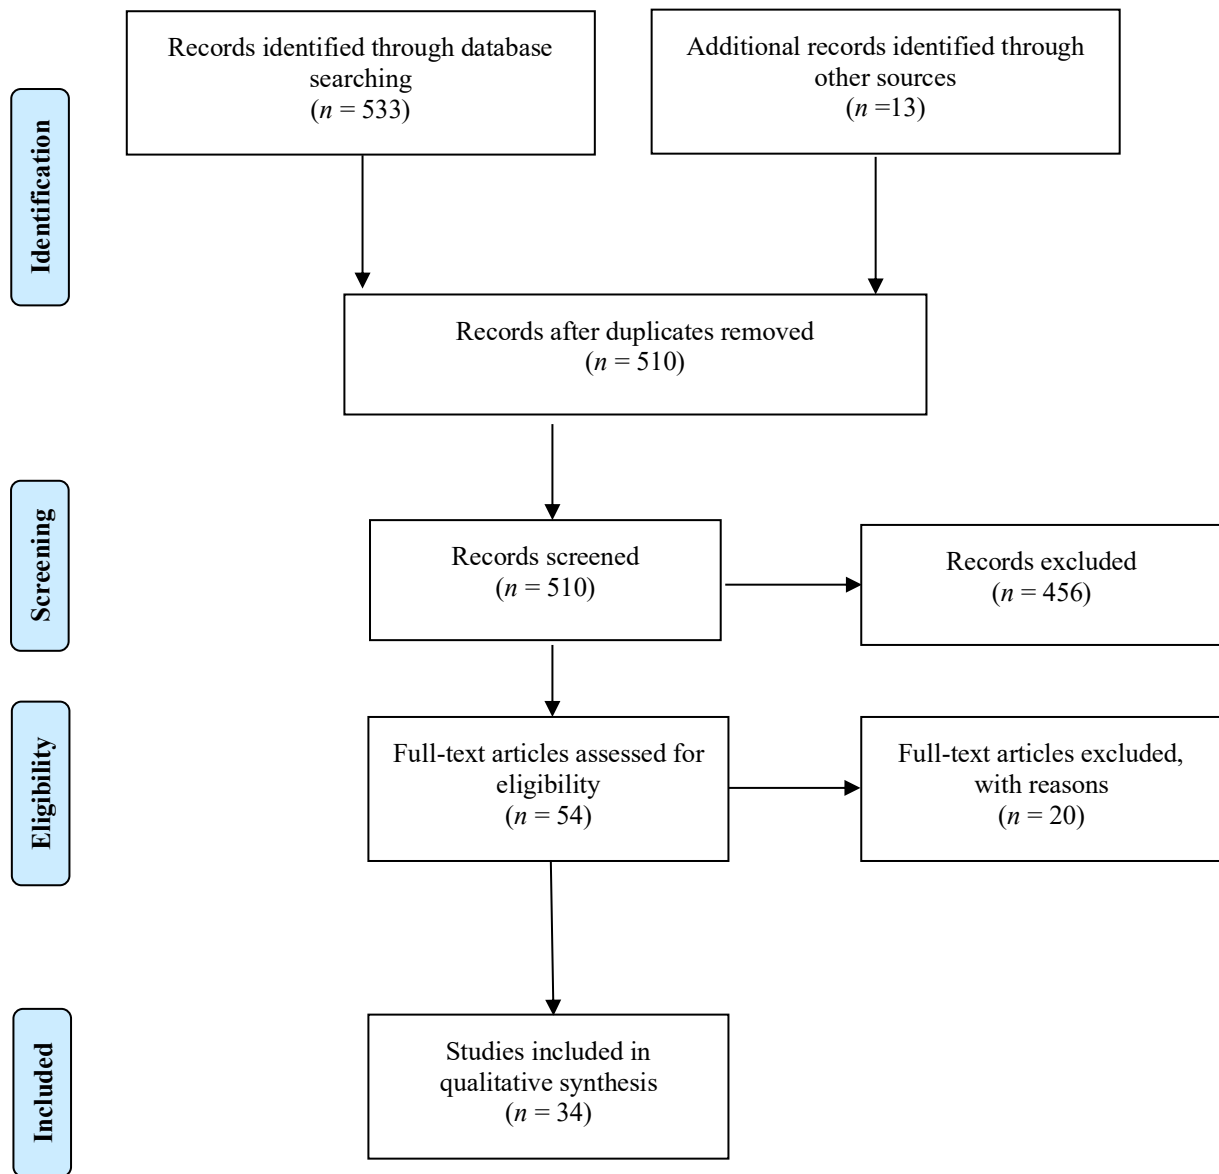 Records identified through database
searching
(n = 533)
Additional records identified through
other sources
(n =13)
Identification
Records after duplicates removed
(n = 510)
Screening
Records screened
(n = 510)
Records excluded
(n = 456)
Eligibility
Full-text articles assessed for
eligibility
(n = 54)
Full-text articles excluded,
with reasons
(n = 20)
Included
Studies included in
qualitative synthesis
(n = 34)